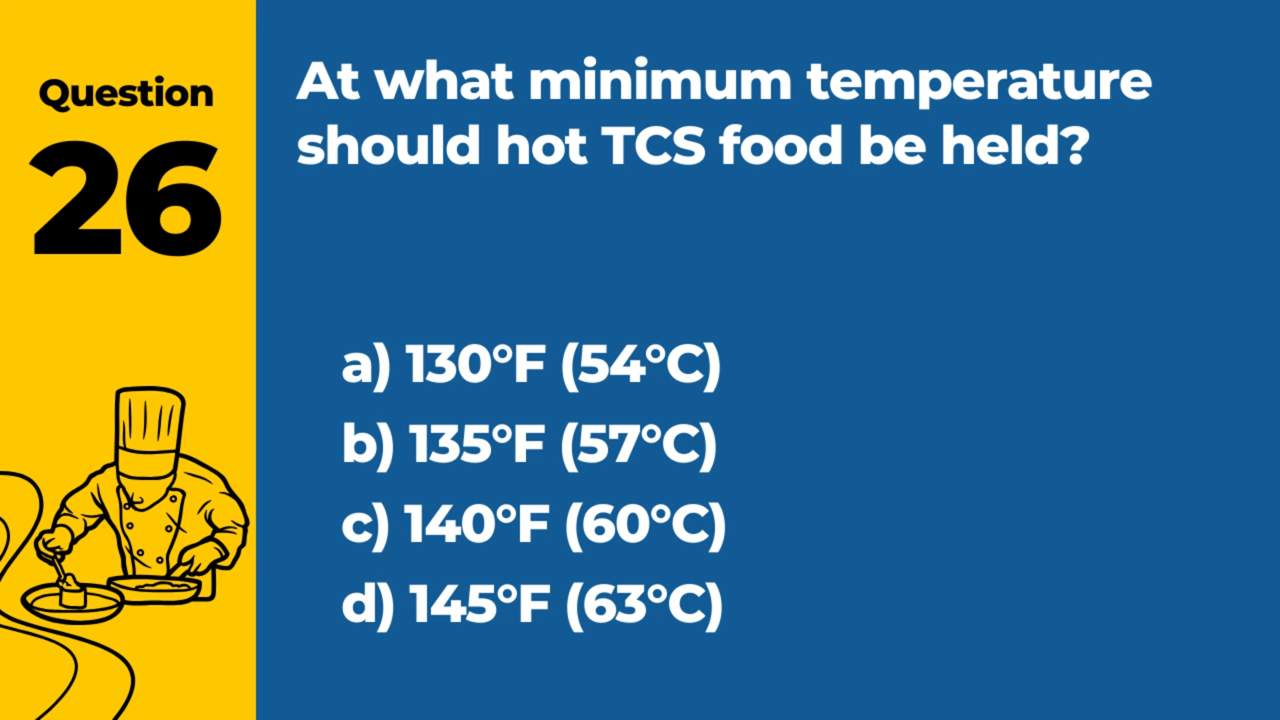 Question
26
At what minimum temperature
should hot TCS food be held?
a) 130°F (54°C)
b) 135°F (57°C)
c) 140°F (60°C)
d) 145°F (63°C)